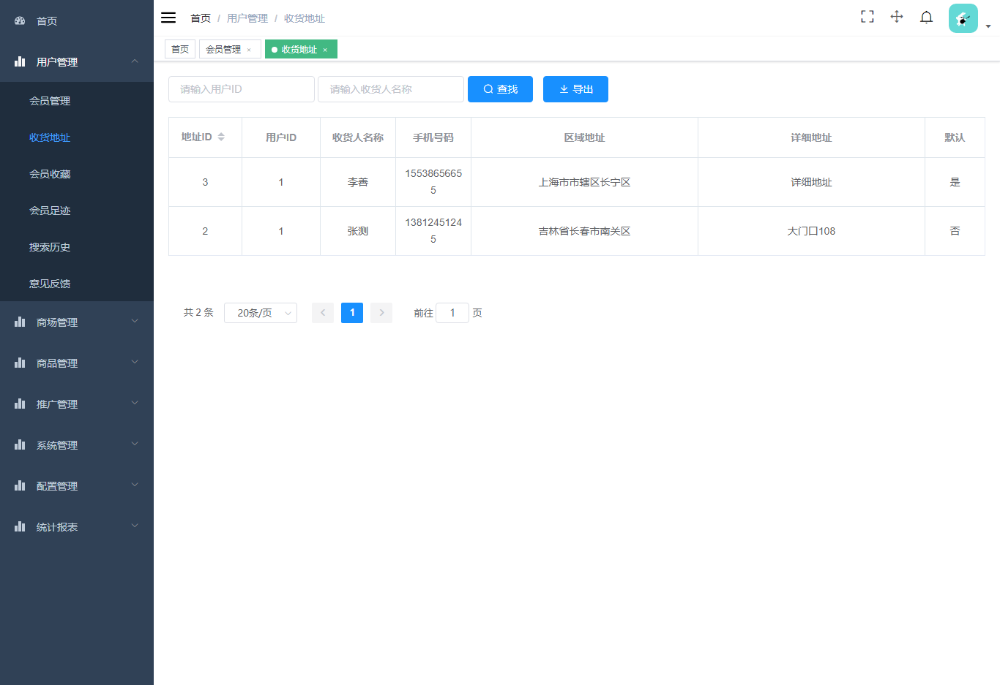 首页
用户管理
会员管理
收货地址
会员收藏
会员足迹
搜索历史
意见反馈
商场管理
商品管理
推广管理
系统管理
配置管理
统计报表
首页 / 用户管理 / 收货地址
首页 会员管理 × 收货地址 ×
请输入用户ID 请输入收货人名称 查找 导出
地址ID 用户ID 收货人名称 手机号码 区域地址 详细地址 默认
3 1 李善 1553865665 上海市市辖区长宁区 详细地址 是
5
2 1 张测 1381245124 吉林省长春市南关区 大门口108 否
5
共 2 条 20条/页 1 前往 1 页